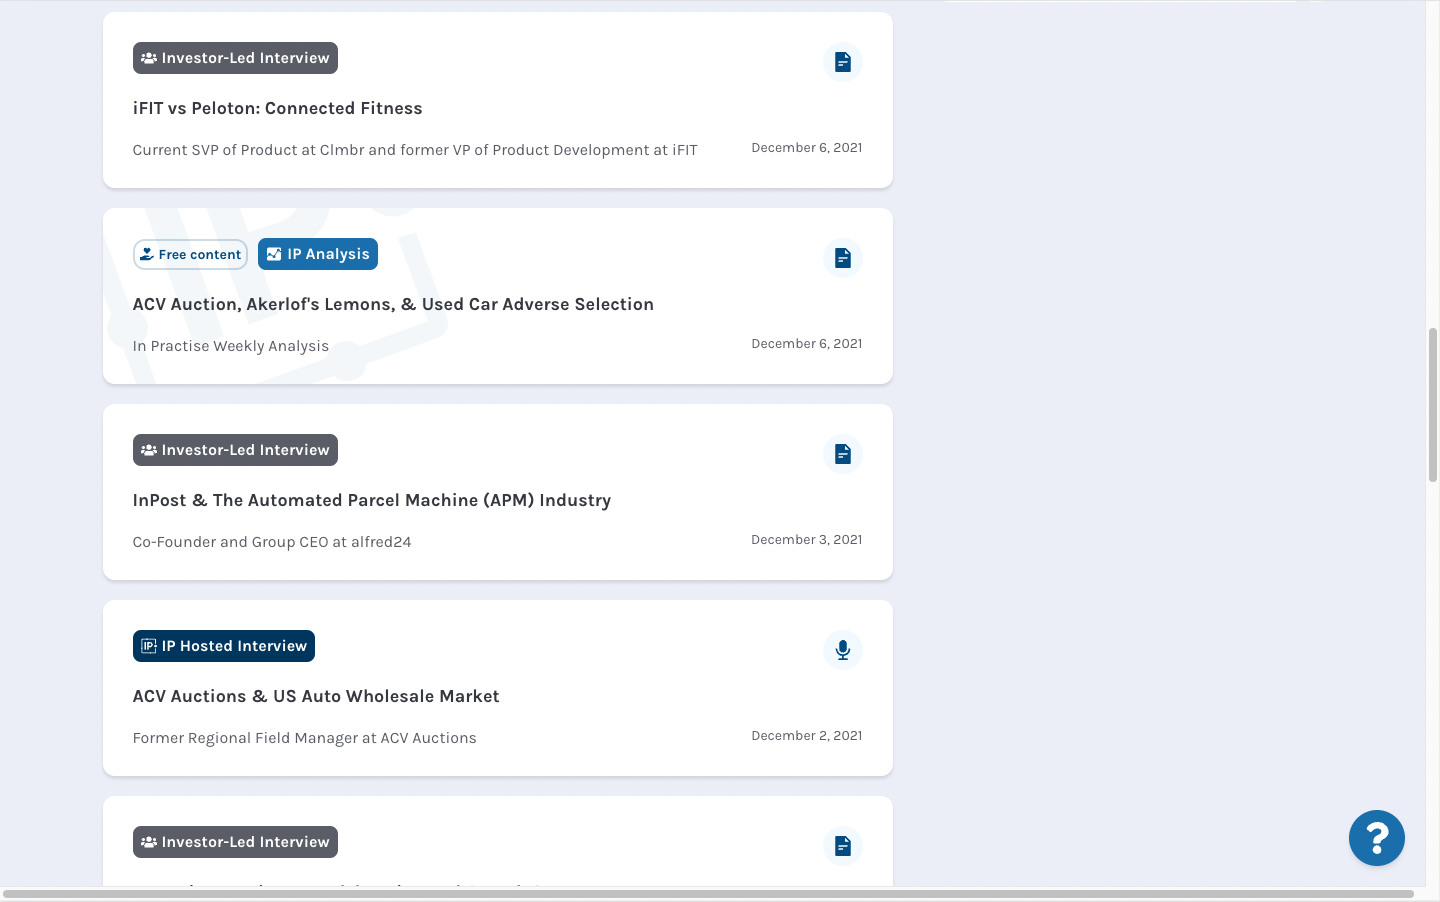 Investor-Led Interview
iFIT vs Peloton: Connected Fitness
Current SVP of Product at Clmbr and former VP of Product Development at iFIT
December 6, 2021
Free content
IP Analysis
ACV Auction, Akerlof's Lemons, & Used Car Adverse Selection
In Practise Weekly Analysis
December 6, 2021
Investor-Led Interview
InPost & The Automated Parcel Machine (APM) Industry
Co-Founder and Group CEO at alfred24
December 3, 2021
IP Hosted Interview
ACV Auctions & US Auto Wholesale Market
Former Regional Field Manager at ACV Auctions
December 2, 2021
Investor-Led Interview
?